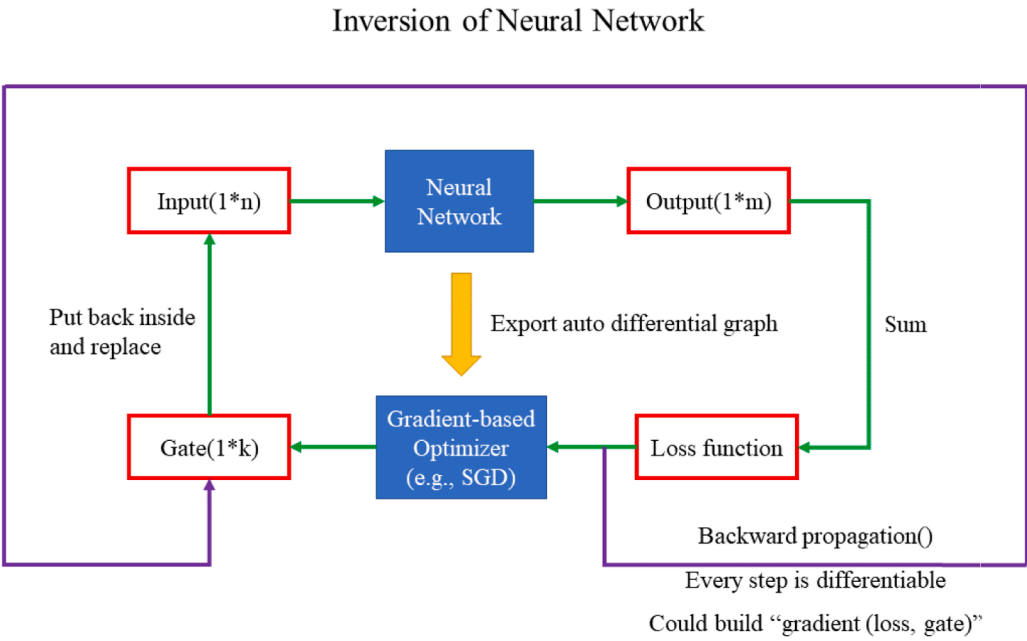 Inversion of Neural Network
Input(1*n)
Neural
Network
Output(1*m)
Put back inside
and replace
Export auto differential graph
Sum
Gate(1*k)
Gradient-based
Optimizer
(e.g., SGD)
Loss function
Backward propagation()
Every step is differentiable
Could build “gradient (loss, gate)”